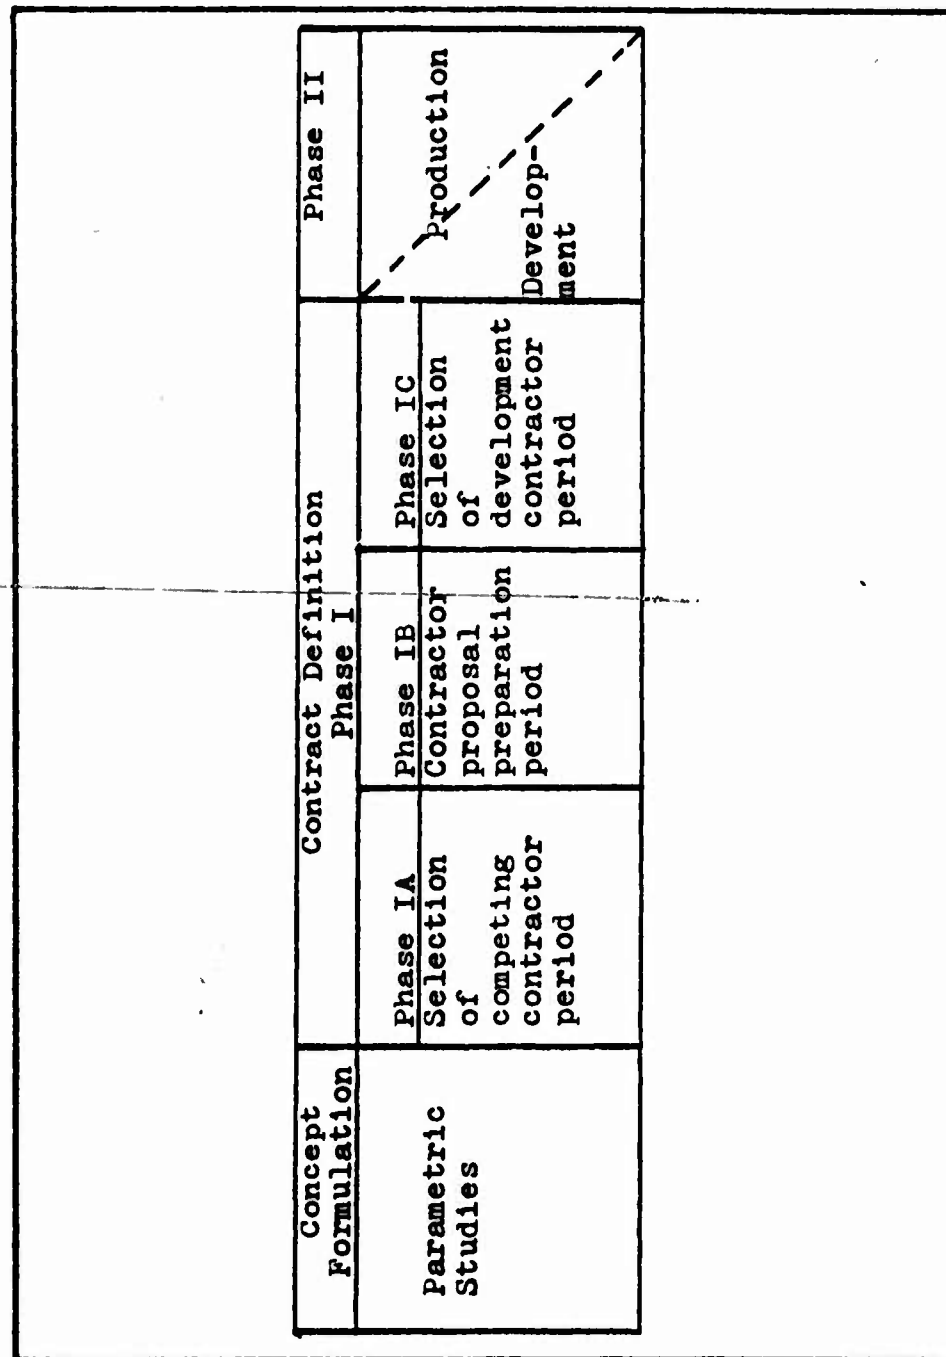 Concept
Formulation
Parametric
Studies
Contract Definition
Phase I
Phase IA
Selection
of
competing
contractor
period
Phase IB
Contractor
proposal
preparation
period
Phase IC
Selection
of
development
contractor
period
Phase II
Production
Develop-
ment